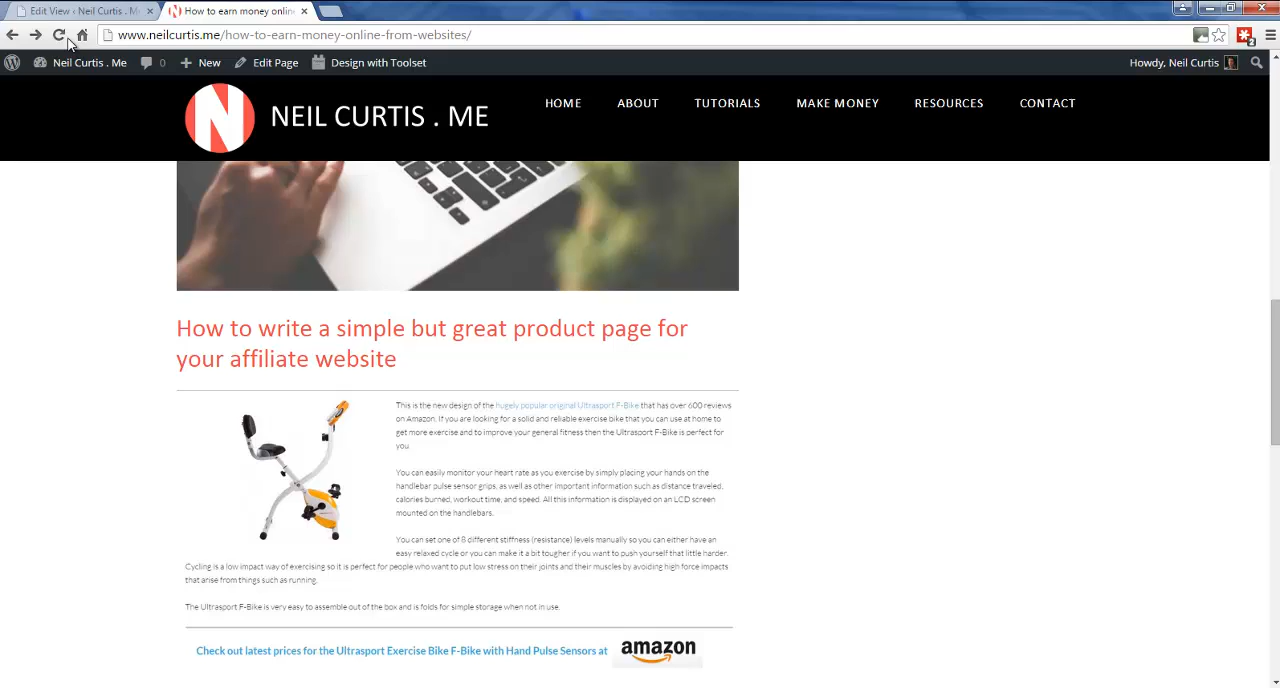 Edit View ‹ Neil Curtis . M
How to earn money online
www.neilcurtis.me/how-to-earn-money-online-from-websites/
2
Neil Curtis . Me 0 New Edit Page Design with Toolset Howdy, Neil Curtis
N NEIL CURTIS . ME HOME ABOUT TUTORIALS MAKE MONEY RESOURCES CONTACT
How to write a simple but great product page for
your affiliate website
This is the new design of the hugely popular original Ultrasport F-Bike that has over 600 reviews
on Amazon. If you are looking for a solid and reliable exercise bike that you can use at home to
get more exercise and to improve your general fitness then the Ultrasport F-Bike is perfect for
you.
You can easily monitor your heart rate as you exercise by simply placing your hands on the
handlebar pulse sensor grips, as well as other important information such as distance traveled,
calories burned, workout time, and speed. All this information is displayed on an LCD screen
mounted on the handlebars.
You can set one of 8 different stiffness (resistance) levels manually so you can either have an
easy relaxed cycle or you can make it a bit tougher if you want to push yourself that little harder.
Cycling is a low impact way of exercising so it is perfect for people who want to put low stress on their joints and their muscles by avoiding high force impacts
that arise from things such as running.
The Ultrasport F-Bike is very easy to assemble out of the box and is folds for simple storage when not in use.
Check out latest prices for the Ultrasport Exercise Bike F-Bike with Hand Pulse Sensors at amazon